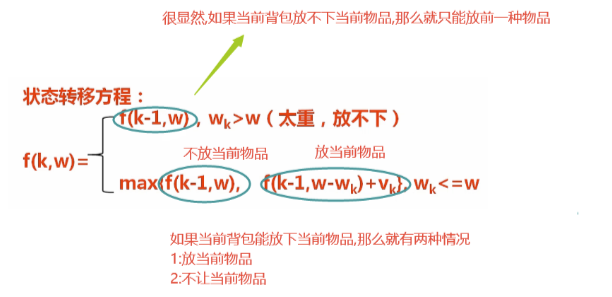 很显然,如果当前背包放不下当前物品,那么就只能放前一种物品
状态转移方程：
f(k-1,w)，wk>w（太重，放不下）
不放当前物品 放当前物品
f(k,w)=
max{f(k-1,w), f(k-1,w-wk)+vk}, wk<=w
如果当前背包能放下当前物品,那么就有两种情况
1:放当前物品
2:不让当前物品